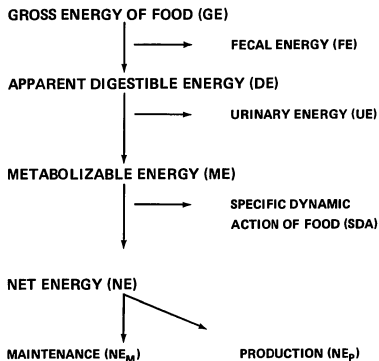 GROSS ENERGY OF FOOD (GE)
FECAL ENERGY (FE)
APPARENT DIGESTIBLE ENERGY (DE)
URINARY ENERGY (UE)
METABOLIZABLE ENERGY (ME)
SPECIFIC DYNAMIC
ACTION OF FOOD (SDA)
NET ENERGY (NE)
MAINTENANCE (NEM)
PRODUCTION (NEP)